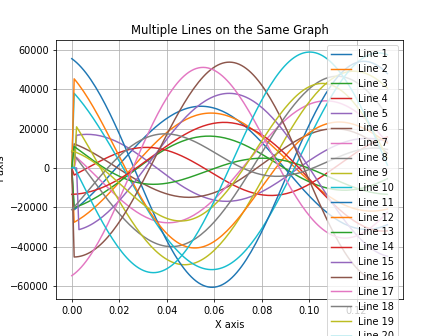 Multiple Lines on the Same Graph
60000
40000
20000
0
−20000
−40000
−60000
0.00
0.02
0.04
0.06
0.08
0.10
X axis
Line 1
Line 2
Line 3
Line 4
Line 5
Line 6
Line 7
Line 8
Line 9
Line 10
Line 11
Line 12
Line 13
Line 14
Line 15
Line 16
Line 17
Line 18
Line 19
Line 20